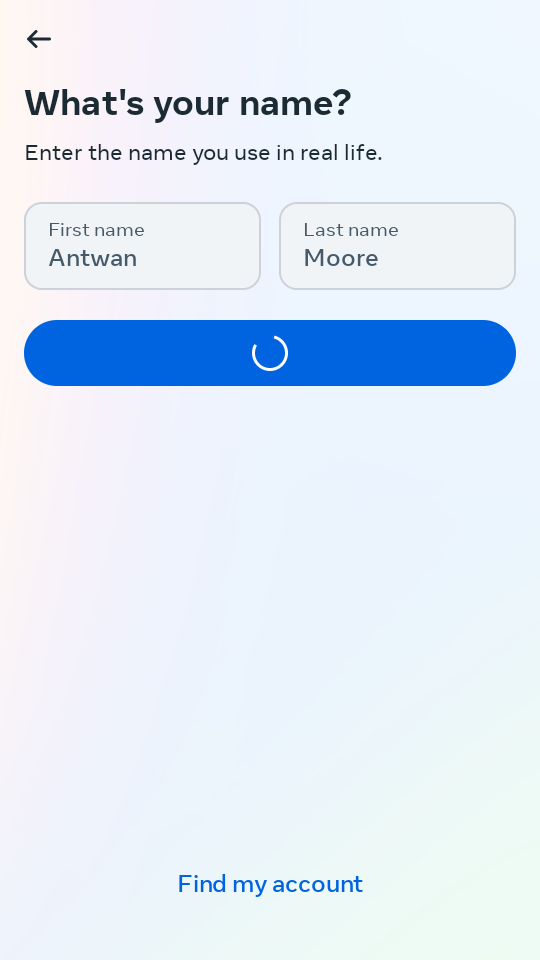 What's your name?
Enter the name you use in real life.
First name
Antwan
Last name
Moore
Find my account